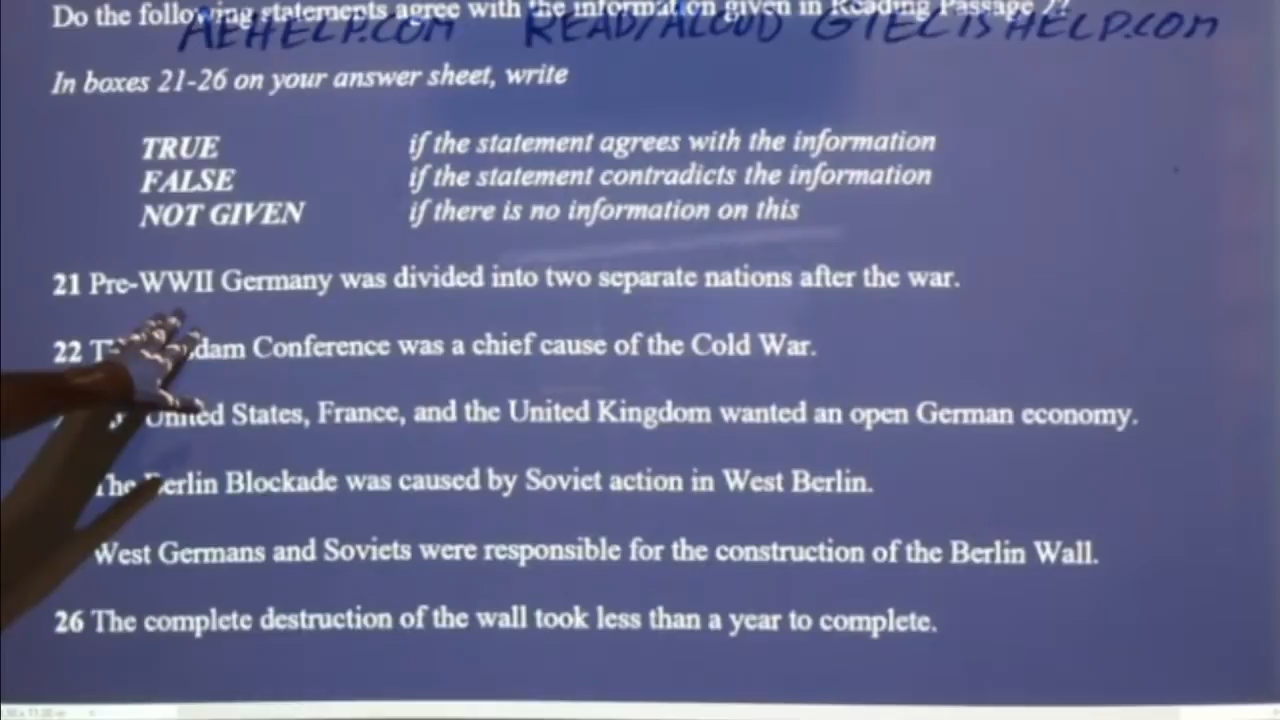 Do the following statements agree with the information given in Reading Passage 2?
AEHELP.COM READ/ALOUD GTIELTSHELP.COM
In boxes 21-26 on your answer sheet, write
TRUE if the statement agrees with the information
FALSE if the statement contradicts the information
NOT GIVEN if there is no information on this
21 Pre-WWII Germany was divided into two separate nations after the war.
22 Conference was a chief cause of the Cold War.
United States, France, and the United Kingdom wanted an open German economy.
The Berlin Blockade was caused by Soviet action in West Berlin.
West Germans and Soviets were responsible for the construction of the Berlin Wall.
26 The complete destruction of the wall took less than a year to complete.